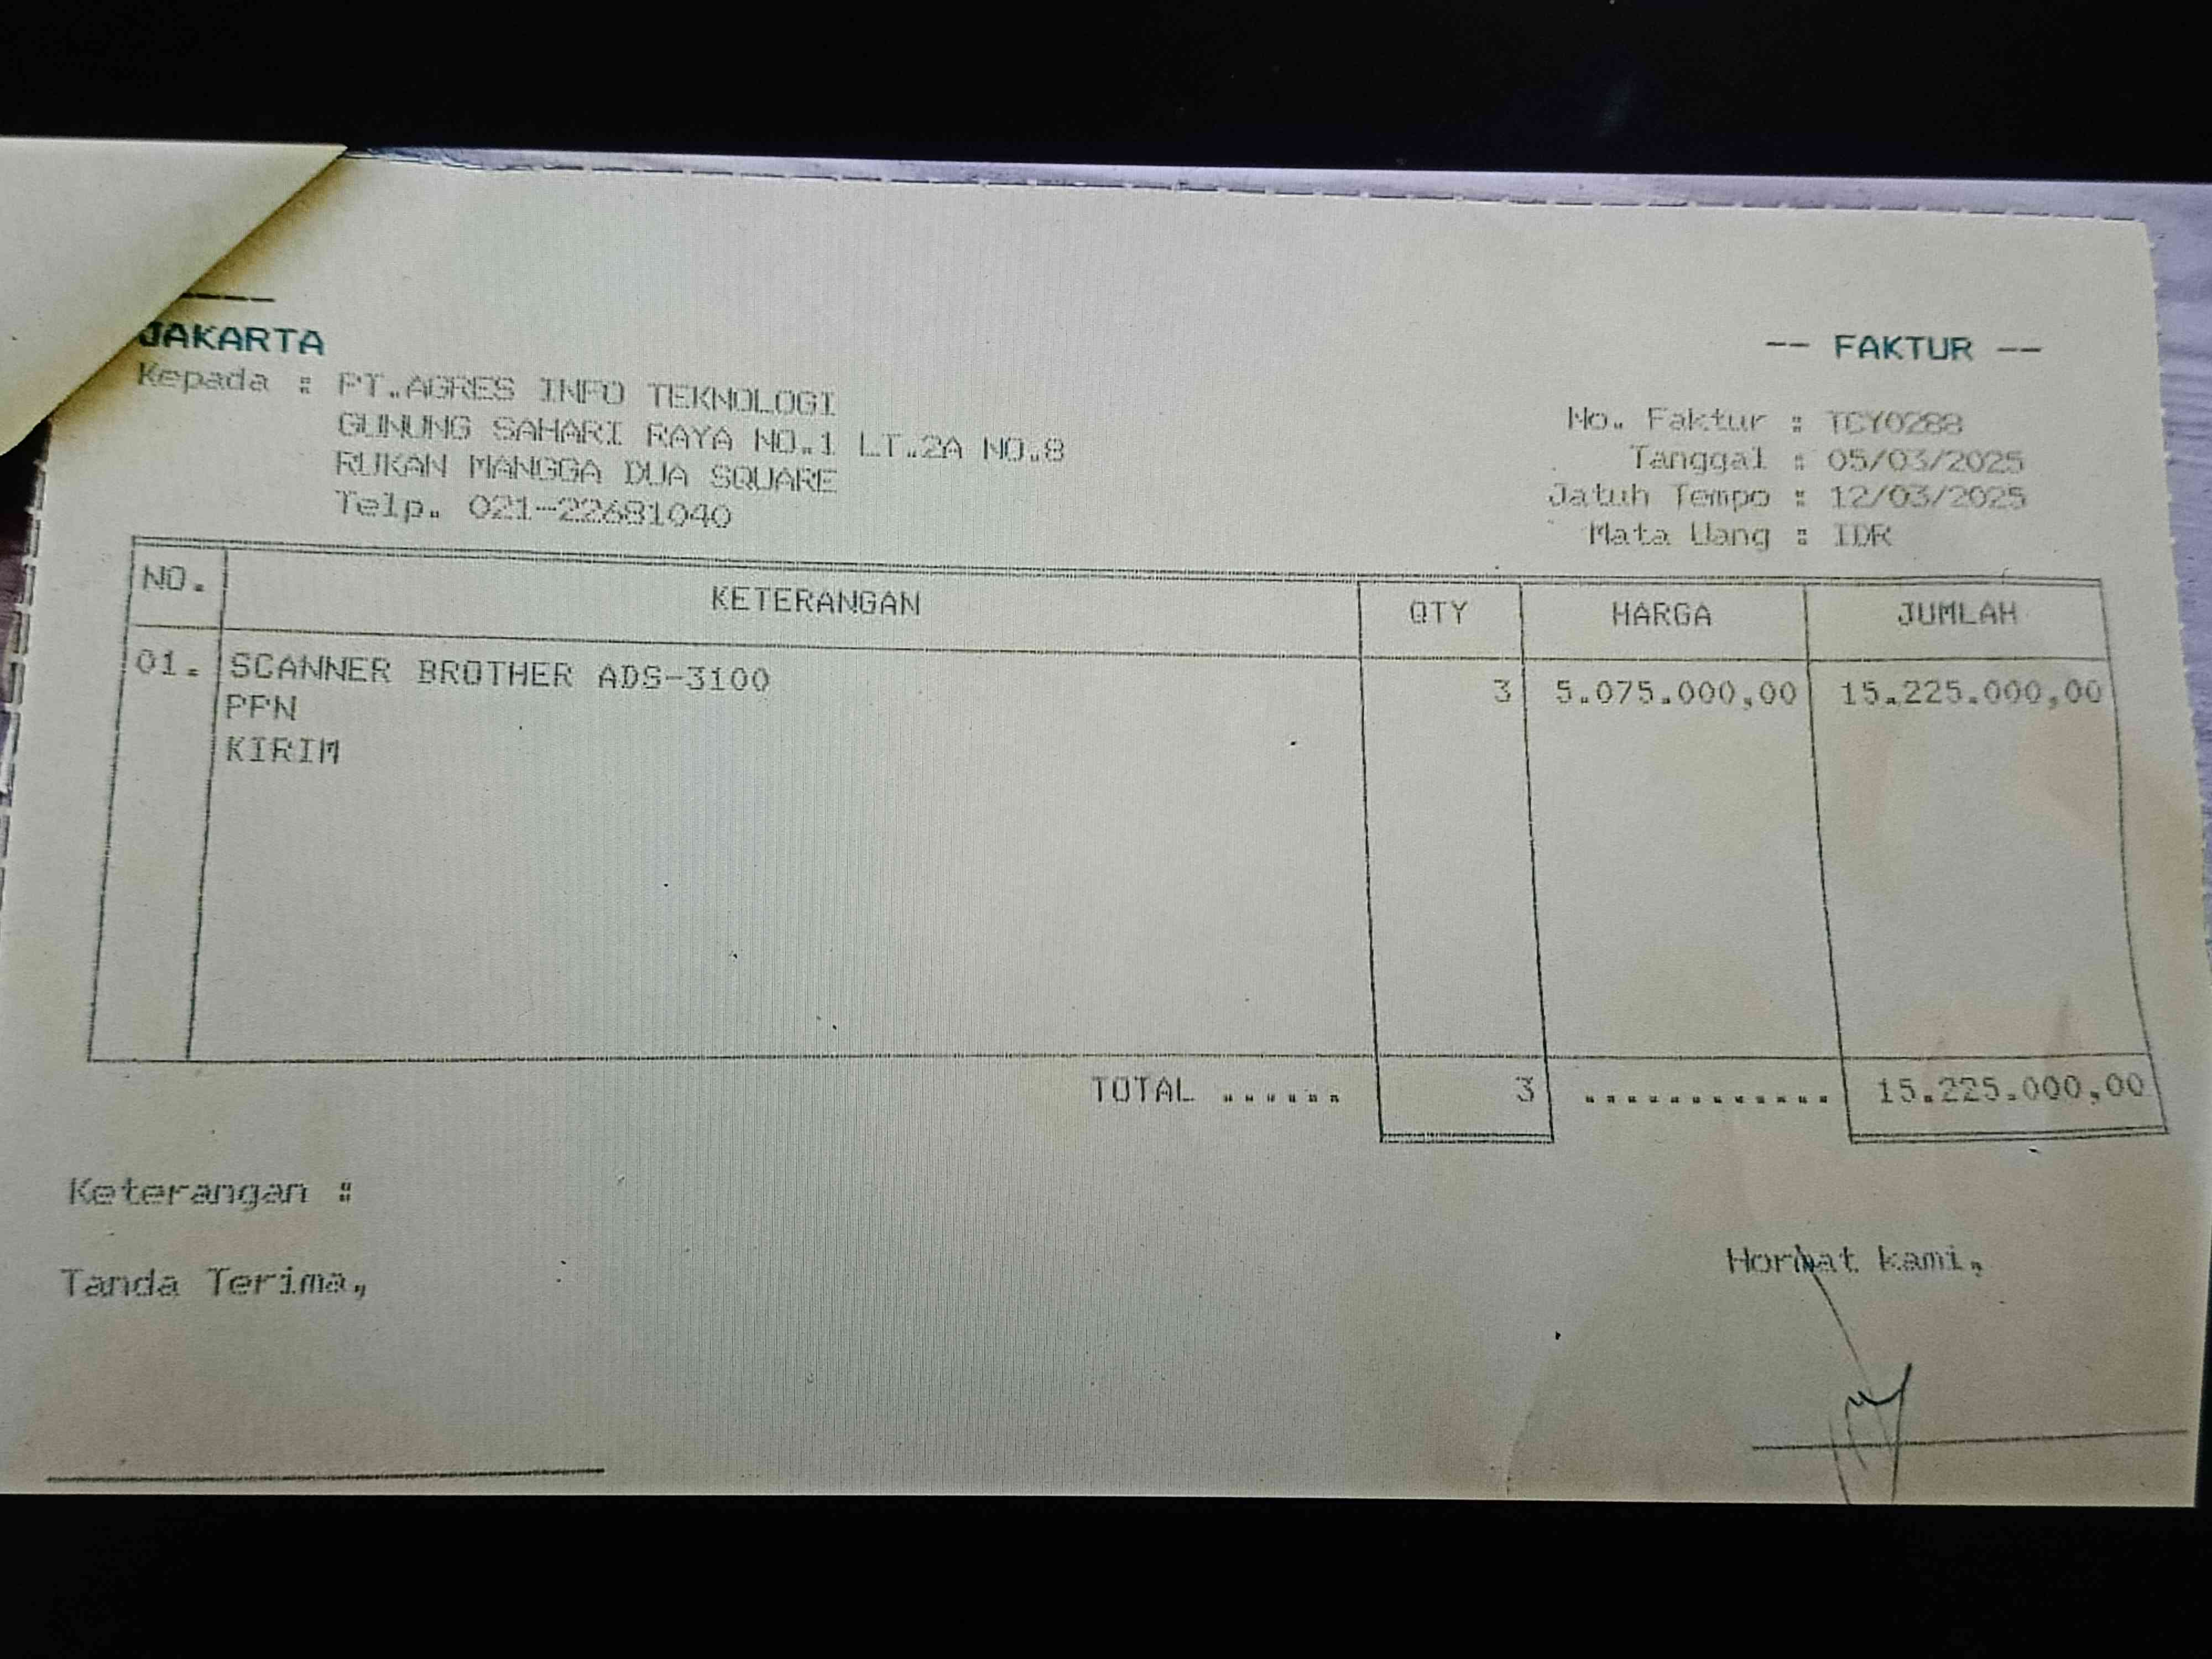 JAKARTA
-- FAKTUR --
Kepada : PT.AGRES INFO TEKNOLOGI
GUNUNG SAHARI RAYA NO.1 LT.2A NO.8
RUKAN MANGGA DUA SQUARE
Telp. 021-22681040
No. Faktur : TCY0288
Tanggal : 05/03/2025
Jatuh Tempo : 12/03/2025
Mata Uang : IDR
NO. KETERANGAN QTY HARGA JUMLAH
01. SCANNER BROTHER ADS-3100 3 5.075.000,00 15.225.000,00
PPN
KIRIM
TOTAL ...... 3 ............ 15.225.000,00
Keterangan :
Tanda Terima,
Hormat kami,